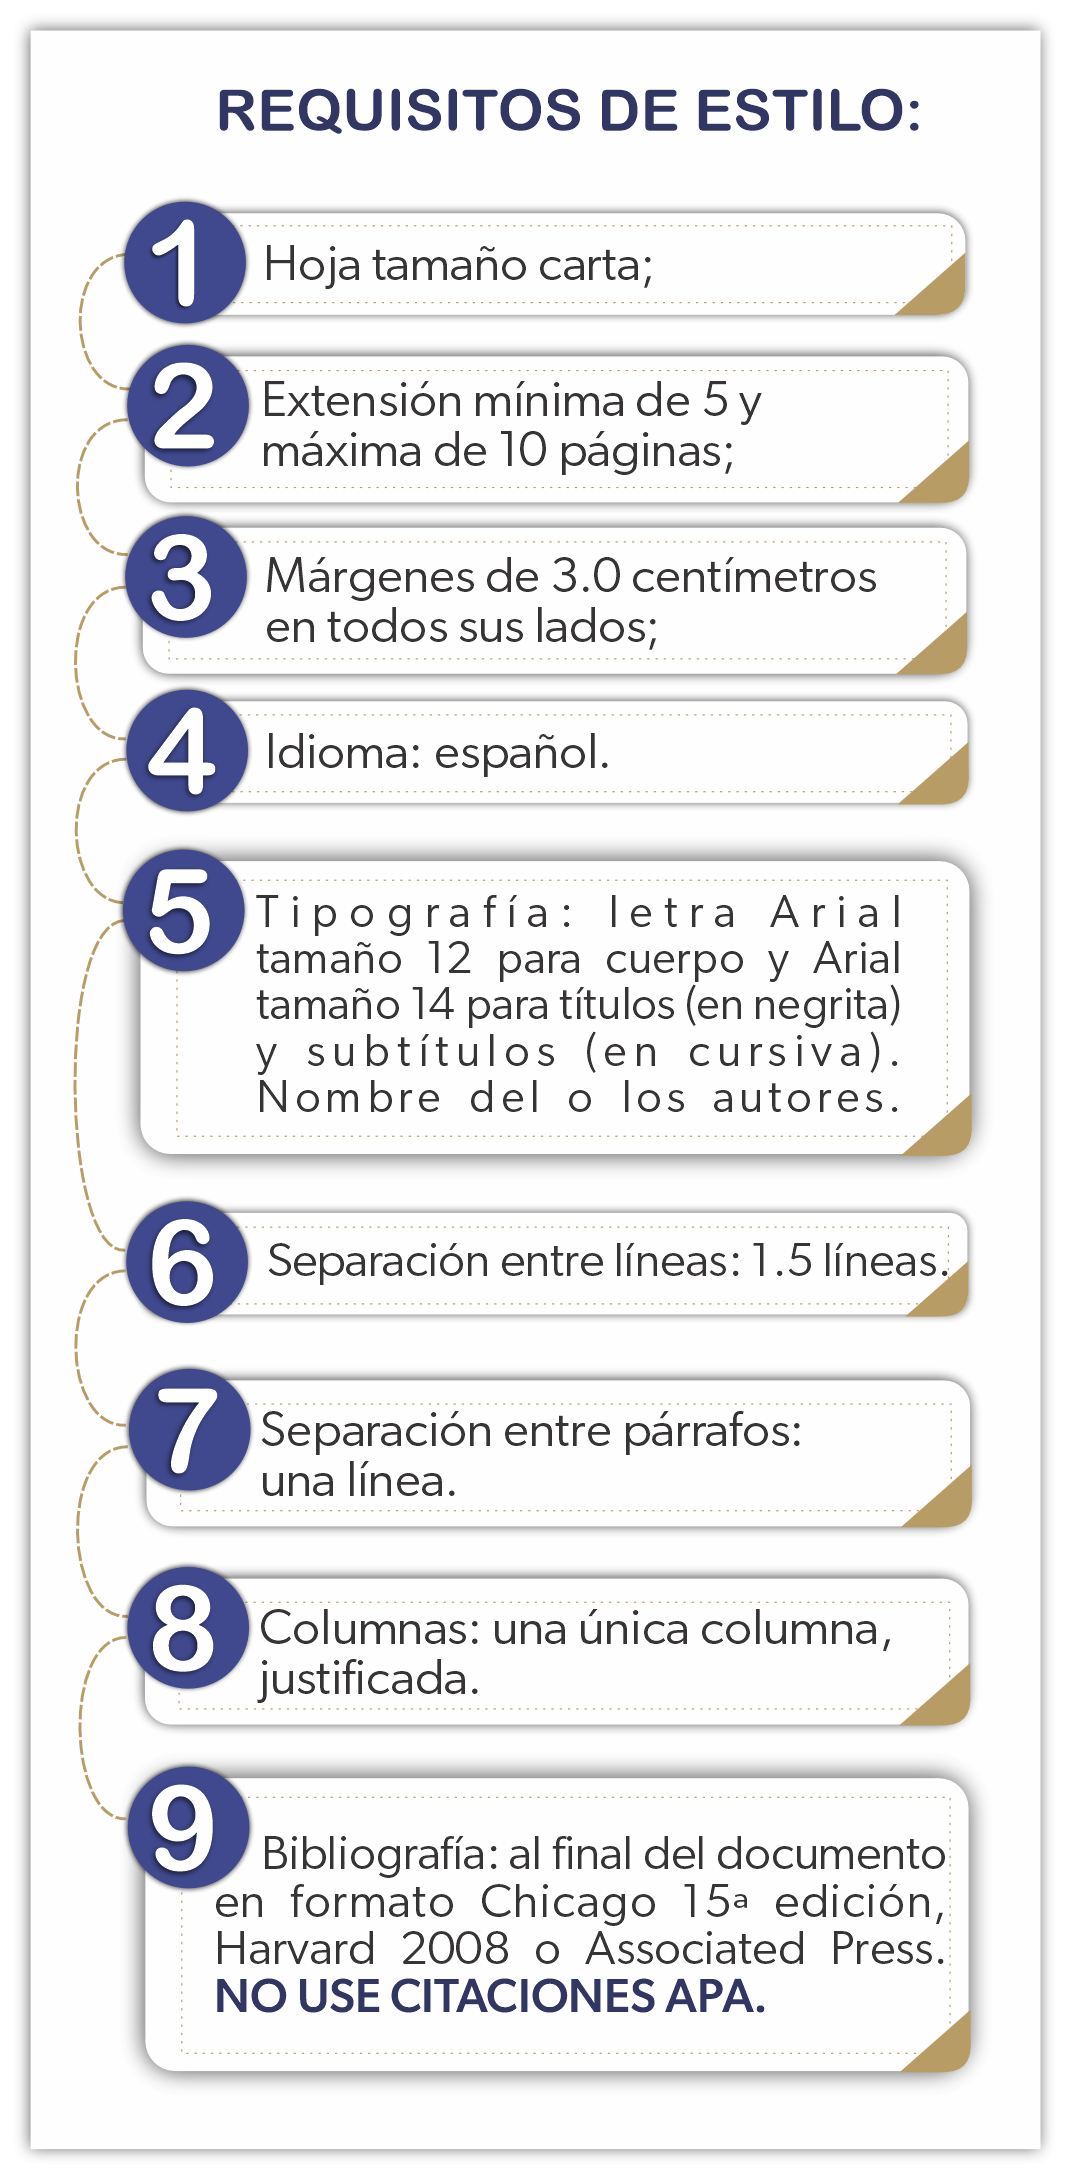 REQUISITOS DE ESTILO:
1
Hoja tamaño carta;
2
Extensión mínima de 5 y
máxima de 10 páginas;
3
Márgenes de 3.0 centímetros
en todos sus lados;
4
Idioma: español.
5
Tipografía: letra Arial
tamaño 12 para cuerpo y Arial
tamaño 14 para títulos (en negrita)
y subtítulos (en cursiva).
Nombre del o los autores.
6
Separación entre líneas: 1.5 líneas.
7
Separación entre párrafos:
una línea.
8
Columnas: una única columna,
justificada.
9
Bibliografía: al final del documento
en formato Chicago 15ª edición,
Harvard 2008 o Associated Press.
NO USE CITACIONES APA.